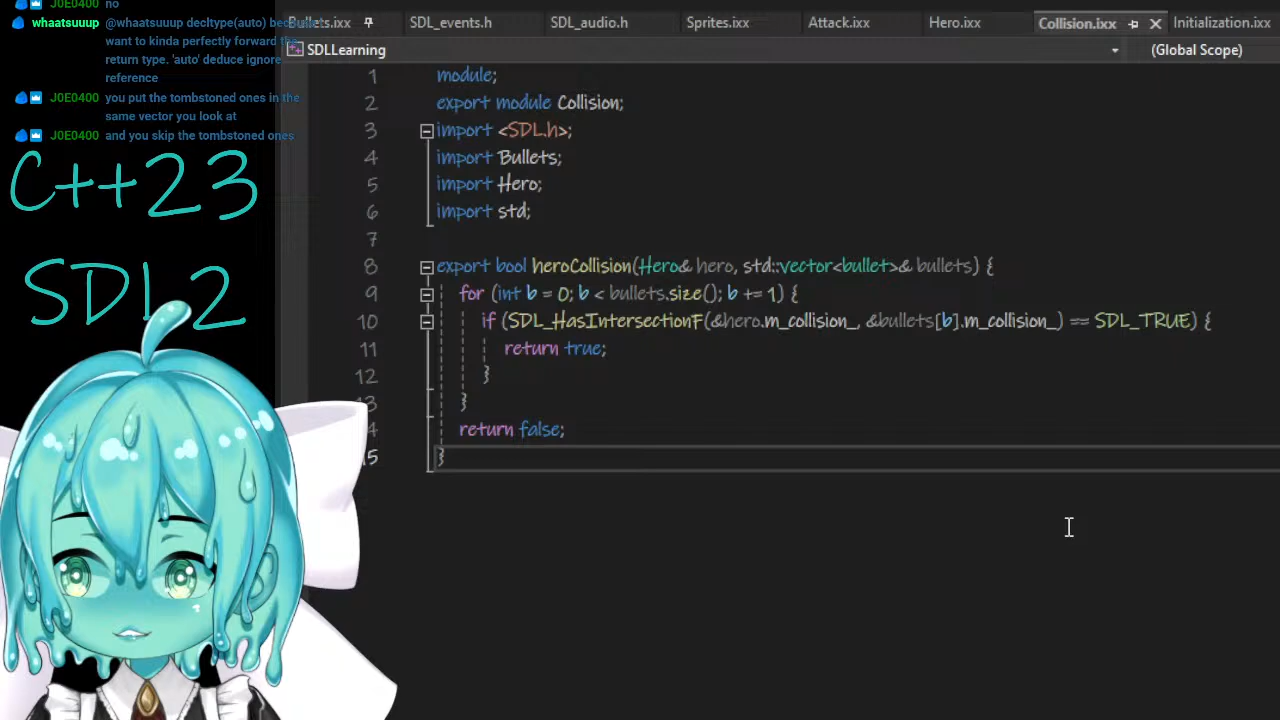 J0E0400 no
whaatsuuup @whaatsuuup decltype(auto)
want to kinda perfectly forward the
return type. 'auto' deduce ignore
reference
J0E0400 you put the tombstoned ones in the
same vector you look at
J0E0400 and you skip the tombstoned ones
C++23
SDL2
Bullets.ixx SDL_events.h SDL_audio.h Sprites.ixx Attack.ixx Hero.ixx Collision.ixx Initialization.ixx
SDLLearning (Global Scope)
1 module;
2 export module Collision;
3 import <SDL.h>;
4 import Bullets;
5 import Hero;
6 import std;
7
8 export bool heroCollision(Hero& hero, std::vector<bullet>& bullets) {
9 for (int b = 0; b < bullets.size(); b += 1) {
10 if (SDL_HasIntersectionF(&hero.m_collision_, &bullets[b].m_collision_) == SDL_TRUE) {
11 return true;
12 }
3 }
4 return false;
5 }